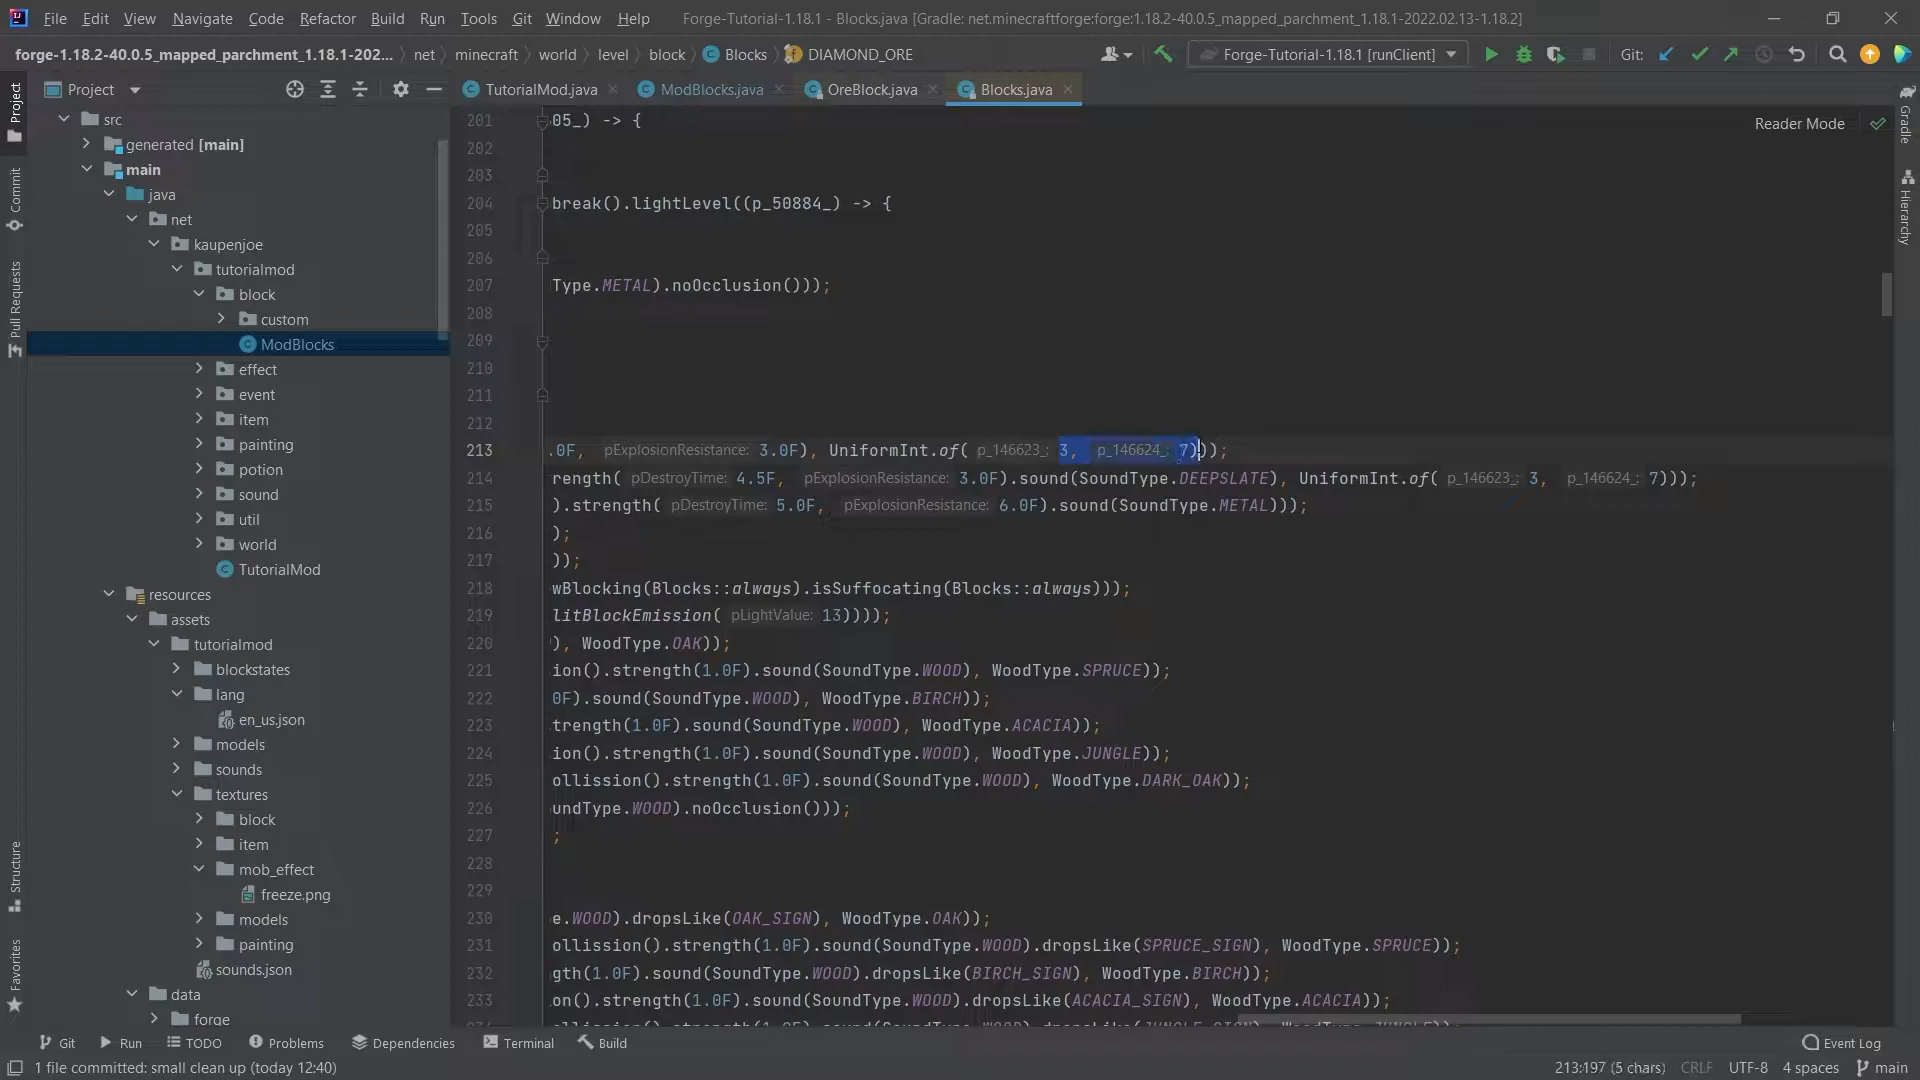 File Edit View Navigate Code Refactor Build Run Tools Git Window Help Forge-Tutorial-1.18.1 - Blocks.java [Gradle: net.minecraftforge:forge:1.18.2-40.0.5_mapped_parchment_1.18.1-2022.02.13-1.18.2]
forge-1.18.2-40.0.5_mapped_parchment_1.18.1-202... net minecraft world level block Blocks DIAMOND_ORE Forge-Tutorial-1.18.1 [runClient] Git:
Project TutorialMod.java ModBlocks.java OreBlock.java Blocks.java
Reader Mode
Project
Commit
Pull Requests
Structure
Favorites
Gradle
Hierarchy
src
generated [main]
main
java
net
kaupenjoe
tutorialmod
block
custom
ModBlocks
effect
event
item
painting
potion
sound
util
world
TutorialMod
resources
assets
tutorialmod
blockstates
lang
en_us.json
models
sounds
textures
block
item
mob_effect
freeze.png
models
painting
sounds.json
data
forge
201 05_) -> {
202
203
204 break().lightLevel((p_50884_) -> {
205
206
207 Type.METAL).noOcclusion()));
208
209
210
211
212
213 .0F, pExplosionResistance: 3.0F), UniformInt.of( p_146623_: 3, p_146624_: 7)));
214 rength( pDestroyTime: 4.5F, pExplosionResistance: 3.0F).sound(SoundType.DEEPSLATE), UniformInt.of( p_146623_: 3, p_146624_: 7)));
215 ).strength( pDestroyTime: 5.0F, pExplosionResistance: 6.0F).sound(SoundType.METAL)));
216 );
217 ));
218 wBlocking(Blocks::always).isSuffocating(Blocks::always)));
219 litBlockEmission( pLightValue: 13))));
220 ), WoodType.OAK));
221 ion().strength(1.0F).sound(SoundType.WOOD), WoodType.SPRUCE));
222 0F).sound(SoundType.WOOD), WoodType.BIRCH));
223 trength(1.0F).sound(SoundType.WOOD), WoodType.ACACIA));
224 ion().strength(1.0F).sound(SoundType.WOOD), WoodType.JUNGLE));
225 ollission().strength(1.0F).sound(SoundType.WOOD), WoodType.DARK_OAK));
226 undType.WOOD).noOcclusion()));
227 ;
228
229
230 e.WOOD).dropsLike(OAK_SIGN), WoodType.OAK));
231 ollission().strength(1.0F).sound(SoundType.WOOD).dropsLike(SPRUCE_SIGN), WoodType.SPRUCE));
232 gth(1.0F).sound(SoundType.WOOD).dropsLike(BIRCH_SIGN), WoodType.BIRCH));
233 on().strength(1.0F).sound(SoundType.WOOD).dropsLike(ACACIA_SIGN), WoodType.ACACIA));
Git Run TODO Problems Dependencies Terminal Build Event Log
1 file committed: small clean up (today 12:40) 213:197 (5 chars) CRLF UTF-8 4 spaces main